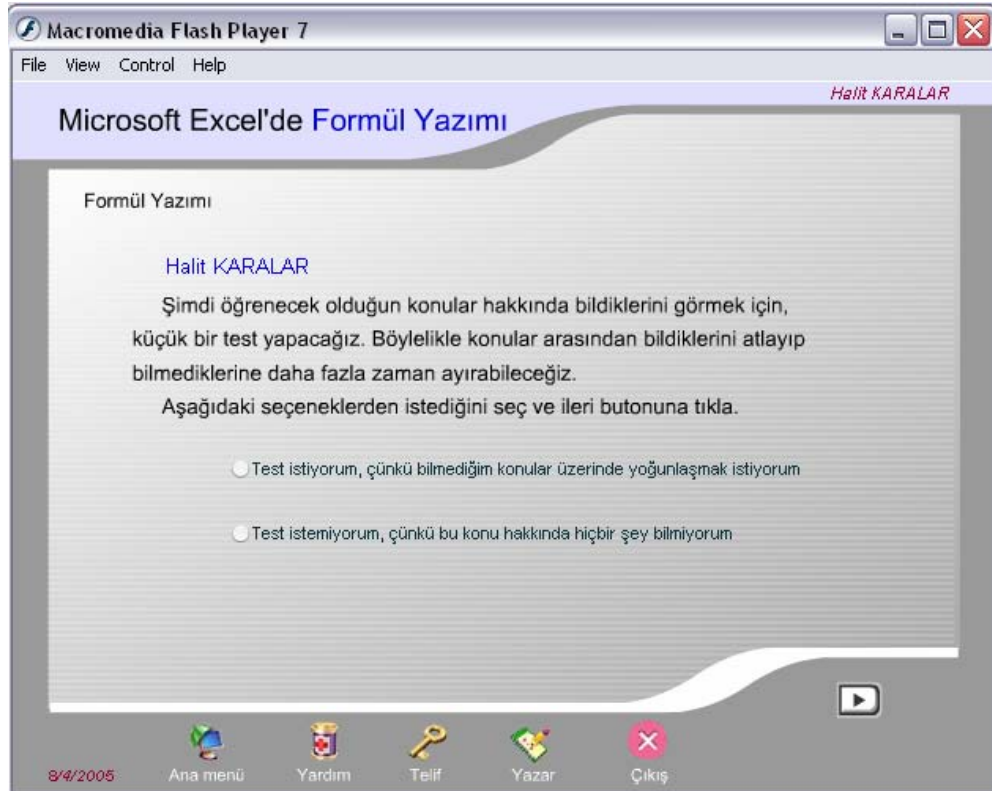 Macromedia Flash Player 7
File View Control Help
Halit KARALAR
Microsoft Excel'de Formül Yazımı
Formül Yazımı
Halit KARALAR
Şimdi öğrenecek olduğun konular hakkında bildiklerini görmek için,
küçük bir test yapacağız. Böylelikle konular arasından bildiklerini atlayıp
bilmediklerine daha fazla zaman ayırabileceğiz.
Aşağıdaki seçeneklerden istediğini seç ve ileri butonuna tıkla.
Test istiyorum, çünkü bilmediğim konular üzerinde yoğunlaşmak istiyorum
Test istemiyorum, çünkü bu konu hakkında hiçbir şey bilmiyorum
8/4/2005 Ana menü Yardım Telif Yazar Çıkış